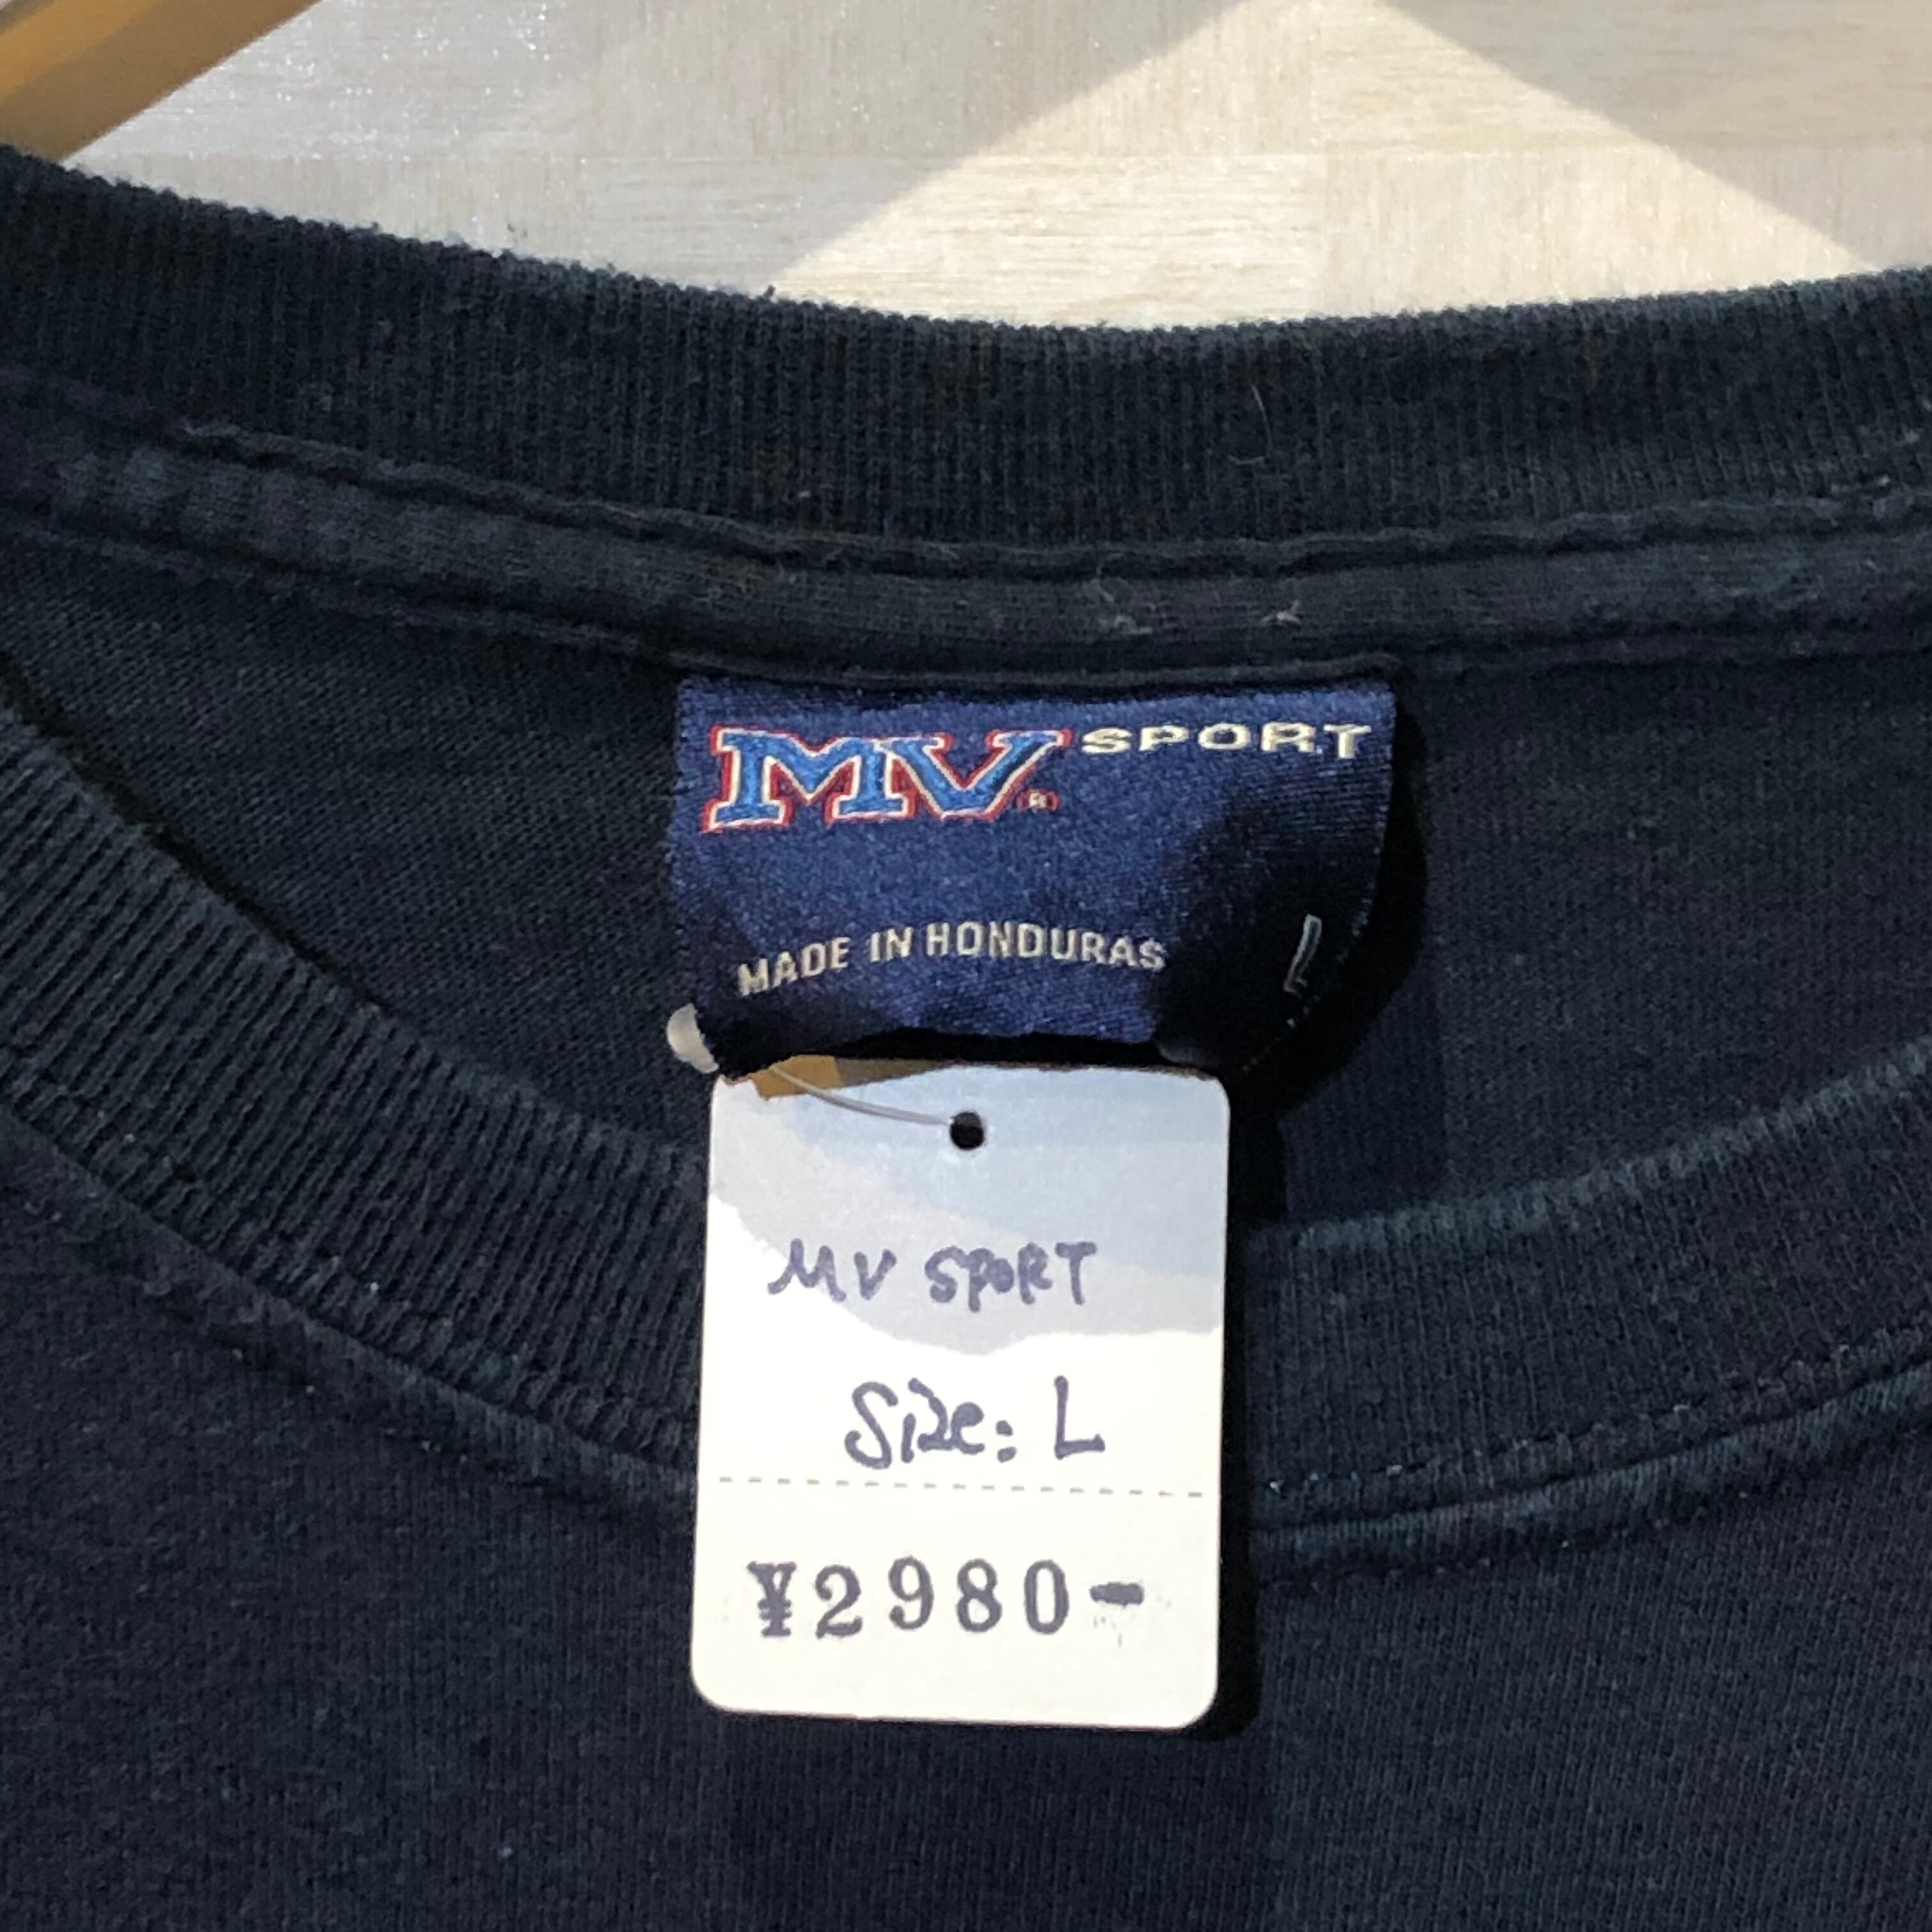 MV® SPORT
MADE IN HONDURAS L
MV SPORT
Size: L
¥2980-